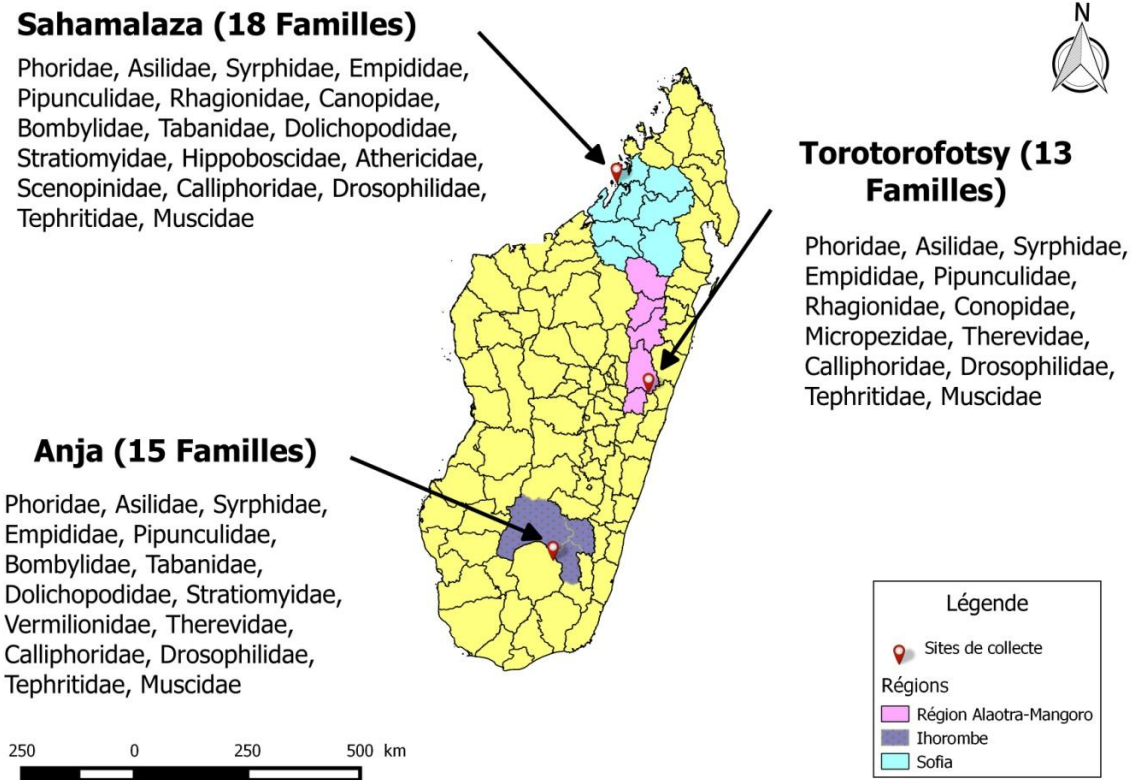 Sahamalaza (18 Familles)
Phoridae, Asilidae, Syrphidae, Empididae,
Pipunculidae, Rhagionidae, Canopidae,
Bombylidae, Tabanidae, Dolichopodidae,
Stratiomyidae, Hippoboscidae, Athericidae,
Scenopinidae, Calliphoridae, Drosophilidae,
Tephritidae, Muscidae
N
Torotorofotsy (13
Familles)
Phoridae, Asilidae, Syrphidae,
Empididae, Pipunculidae,
Rhagionidae, Conopidae,
Micropezidae, Therevidae,
Calliphoridae, Drosophilidae,
Tephritidae, Muscidae
Anja (15 Familles)
Phoridae, Asilidae, Syrphidae,
Empididae, Pipunculidae,
Bombylidae, Tabanidae,
Dolichopodidae, Stratiomyidae,
Vermilionidae, Therevidae,
Calliphoridae, Drosophilidae,
Tephritidae, Muscidae
Légende
Sites de collecte
Régions
Région Alaotra-Mangoro
Ihorombe
Sofia
250 0 250 500 km